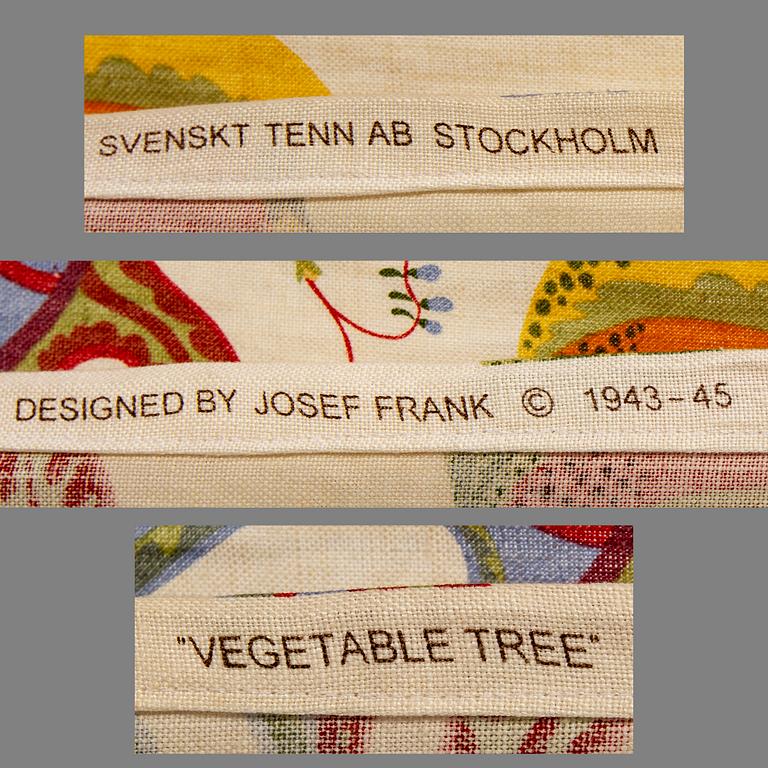 SVENSKT TENN AB STOCKHOLM
DESIGNED BY JOSEF FRANK © 1943-45
"VEGETABLE TREE"